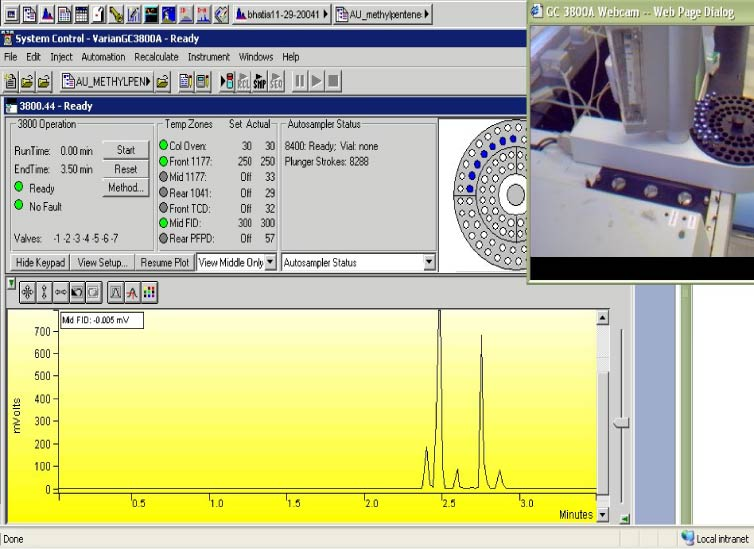 bhatia11-29-20041
AU_methylpentene
GC 3800A Webcam -- Web Page Dialog
System Control - VarianGC3800A - Ready
File Edit Inject Automation Recalculate Instrument Windows Help
AU_METHYLPEN
RCL SMP SEQ
3800.44 - Ready
3800 Operation
RunTime: 0.00 min Start
EndTime: 3.50 min Reset
Ready Method...
No Fault
Valves: -1 -2 -3 -4 -5 -6 -7
Temp Zones Set Actual
Col Oven: 30 30
Front 1177: 250 250
Mid 1177: Off 33
Rear 1041: Off 29
Front TCD: Off 32
Mid FID: 300 300
Rear PFPD: Off 57
Autosampler Status
8400: Ready; Vial: none
Plunger Strokes: 8288
Hide Keypad View Setup... Resume Plot View Middle Only Autosampler Status
Mid FID: -0.005 mV
mVolts
700
600
500
400
300
200
100
0
0.5 1.0 1.5 2.0 2.5 3.0
Minutes
Done
Local intranet